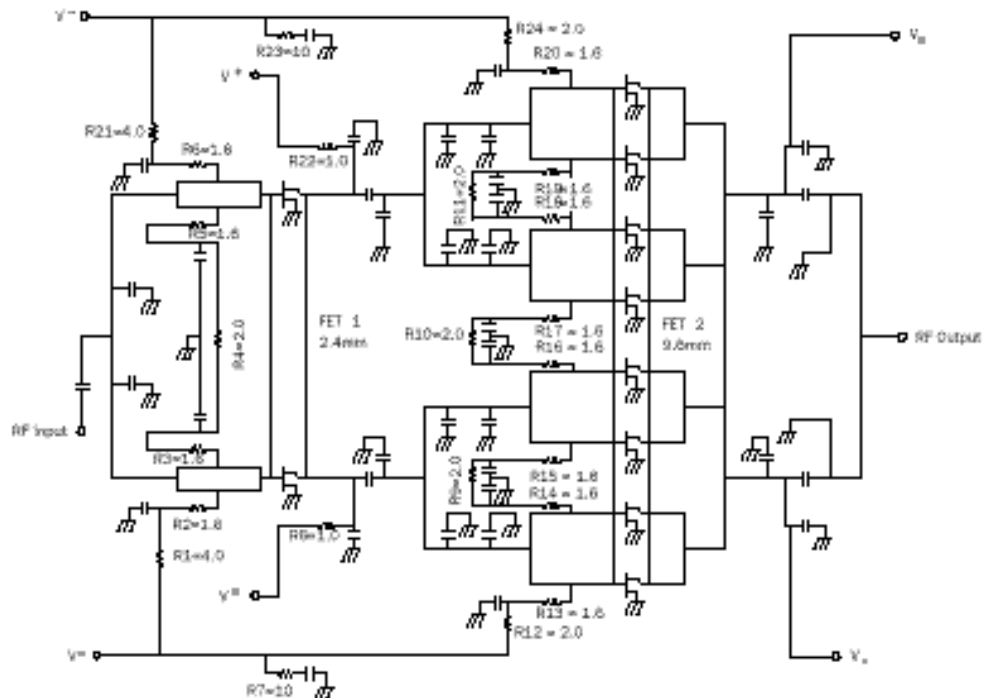 R24 = 2.0
R23=10
R20 = 1.6
R21=4.0
R6=1.8
R22=1.0
R11=2.0
R19=1.6
R18=1.6
R5=1.8
FET 1
2.4mm
R4=2.0
R10=2.0
R17 = 1.6
R16 = 1.6
FET 2
9.6mm
RF Output
RF Input
R3=1.8
R9=2.0
R15 = 1.6
R14 = 1.6
R2=1.8
R1=4.0
R13 = 1.6
R12 = 2.0
R7=10